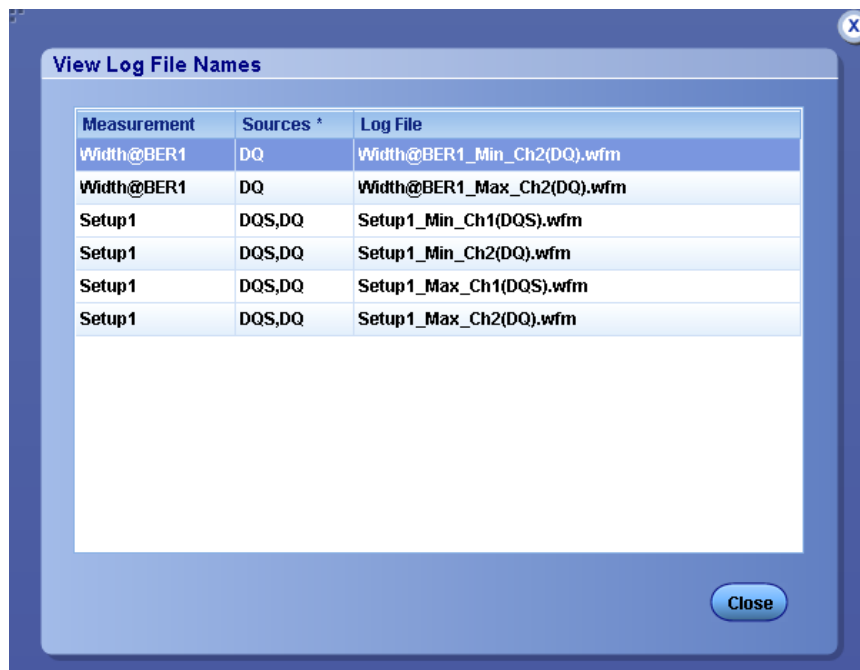 X
View Log File Names
Measurement Sources * Log File
Width@BER1 DQ Width@BER1_Min_Ch2(DQ).wfm
Width@BER1 DQ Width@BER1_Max_Ch2(DQ).wfm
Setup1 DQS,DQ Setup1_Min_Ch1(DQS).wfm
Setup1 DQS,DQ Setup1_Min_Ch2(DQ).wfm
Setup1 DQS,DQ Setup1_Max_Ch1(DQS).wfm
Setup1 DQS,DQ Setup1_Max_Ch2(DQ).wfm
Close